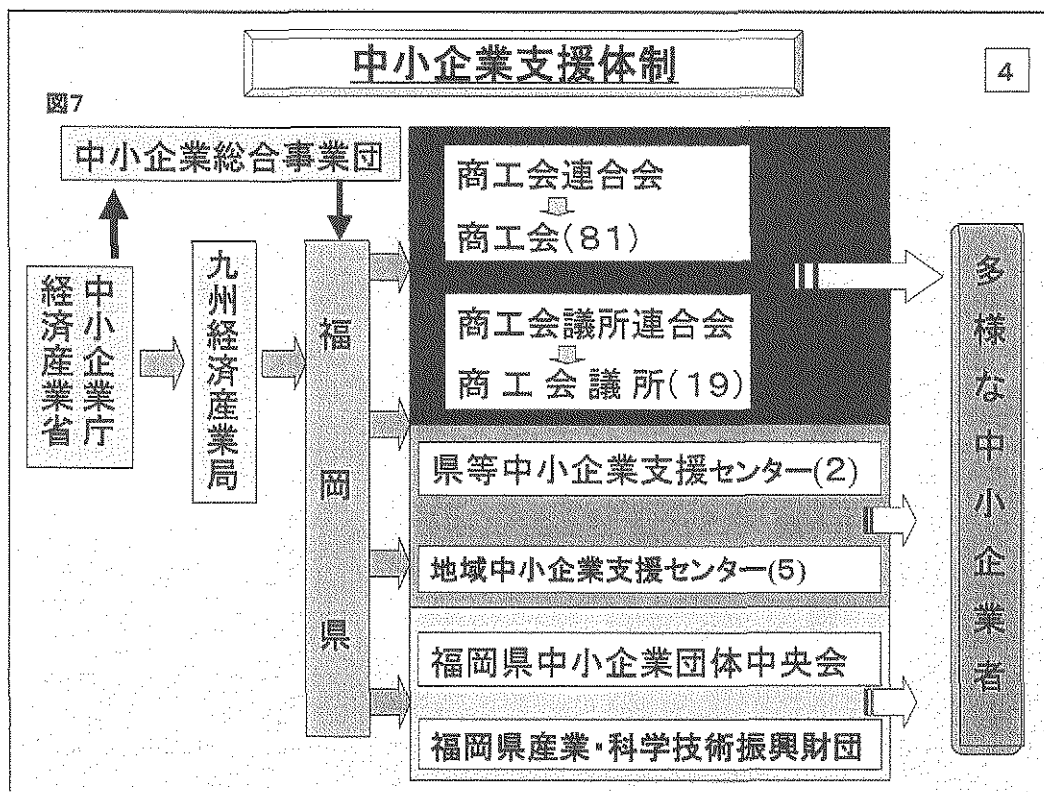 中小企業支援体制
4
図7
中小企業総合事業団
経済産業省
中小企業庁
九州経済産業局
福岡県
商工会連合会
商工会(81)
商工会議所連合会
商工会議所(19)
県等中小企業支援センター(2)
地域中小企業支援センター(5)
福岡県中小企業団体中央会
福岡県産業・科学技術振興財団
多様な中小企業者